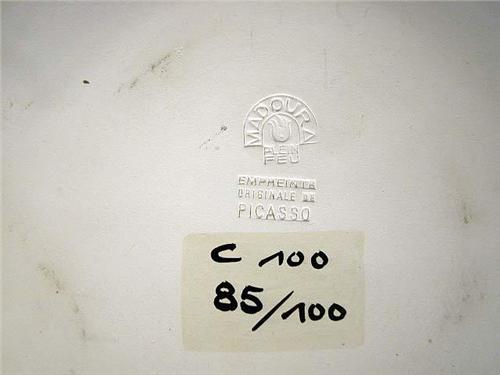 MADOURA
PLEIN
FEU
EMPREINTE
ORIGINALE DE
PICASSO
C 100
85/100